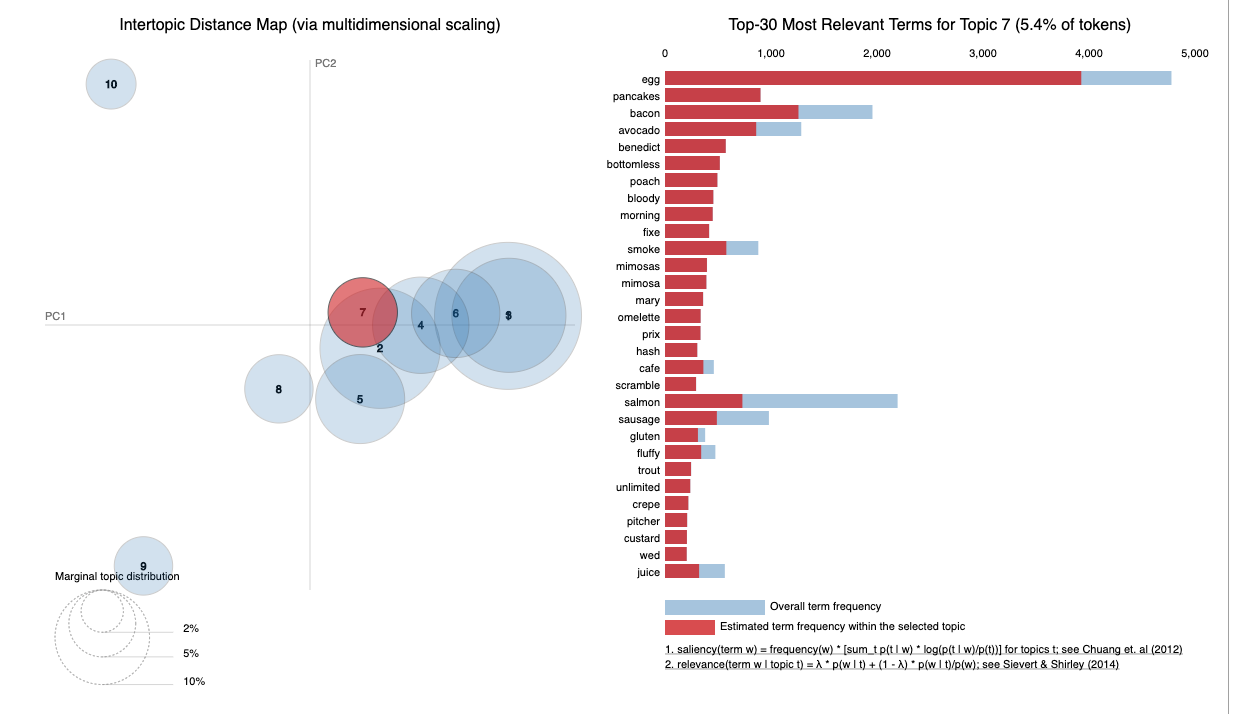 Intertopic Distance Map (via multidimensional scaling)
PC2
PC1
10
7
2
4
6
8
5
9
Marginal topic distribution
2%
5%
10%
Top-30 Most Relevant Terms for Topic 7 (5.4% of tokens)
0 1,000 2,000 3,000 4,000 5,000
egg
pancakes
bacon
avocado
benedict
bottomless
poach
bloody
morning
fixe
smoke
mimosas
mimosa
mary
omelette
prix
hash
cafe
scramble
salmon
sausage
gluten
fluffy
trout
unlimited
crepe
pitcher
custard
wed
juice
Overall term frequency
Estimated term frequency within the selected topic
1. saliency(term w) = frequency(w) * [sum_t p(t | w) * log(p(t | w)/p(t))] for topics t; see Chuang et. al (2012)
2. relevance(term w | topic t) = λ * p(w | t) + (1 - λ) * p(w | t)/p(w); see Sievert & Shirley (2014)